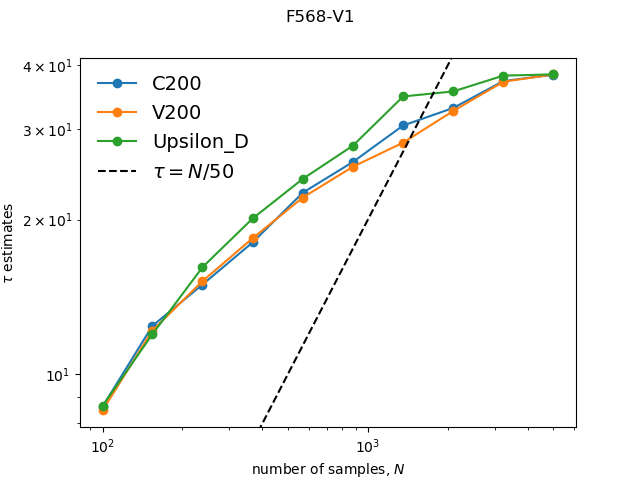 F568-V1
C200
V200
Upsilon_D
τ = N/50
4 × 10¹
3 × 10¹
2 × 10¹
10¹
τ estimates
10²
10³
number of samples, N